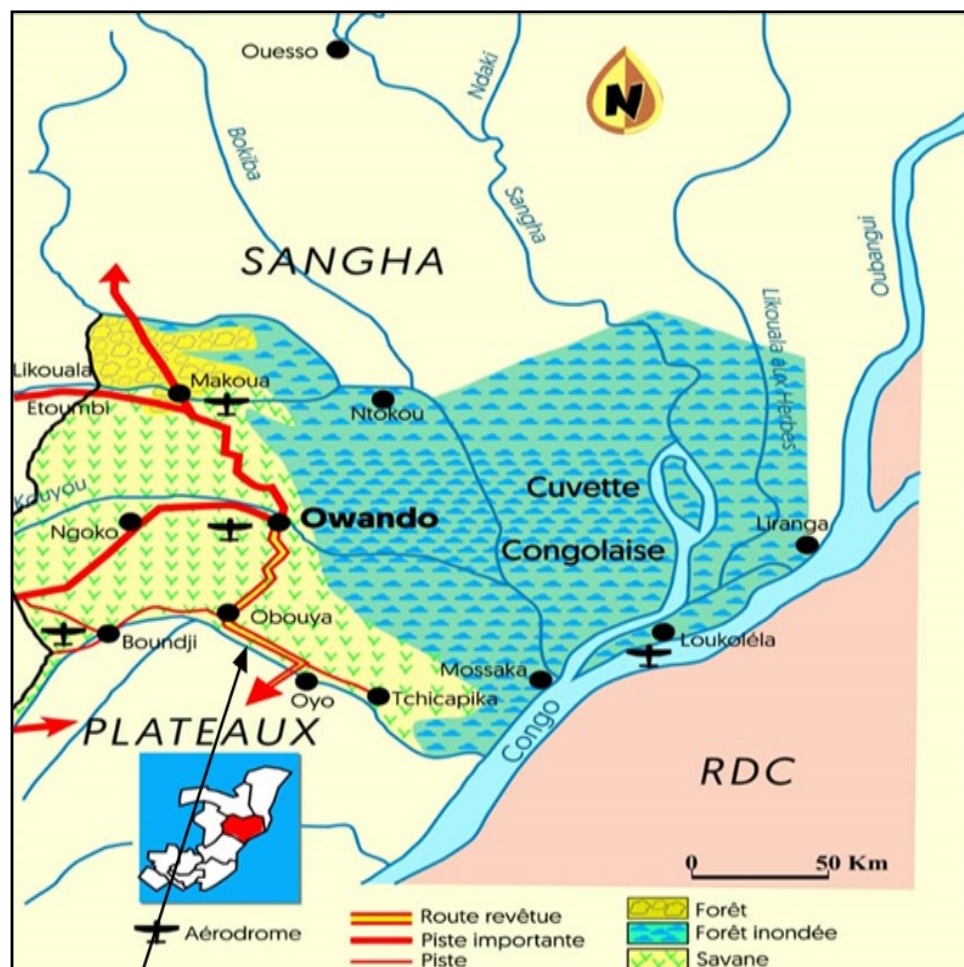 Ouesso
Ndaki
N
Bokiba
Sangha
Oubangui
SANGHA
Likouala aux Herbes
Likouala
Makoua
Etoumbi
Ntokou
Kouyou
Cuvette
Owando
Ngoko
Congolaise
Liranga
Obouya
Boundji
Loukoléla
Mossaka
Oyo
Tchicapika
Congo
PLATEAUX
RDC
0 50 Km
Route revêtue
Forêt
Aérodrome
Piste importante
Forêt inondée
Piste
Savane